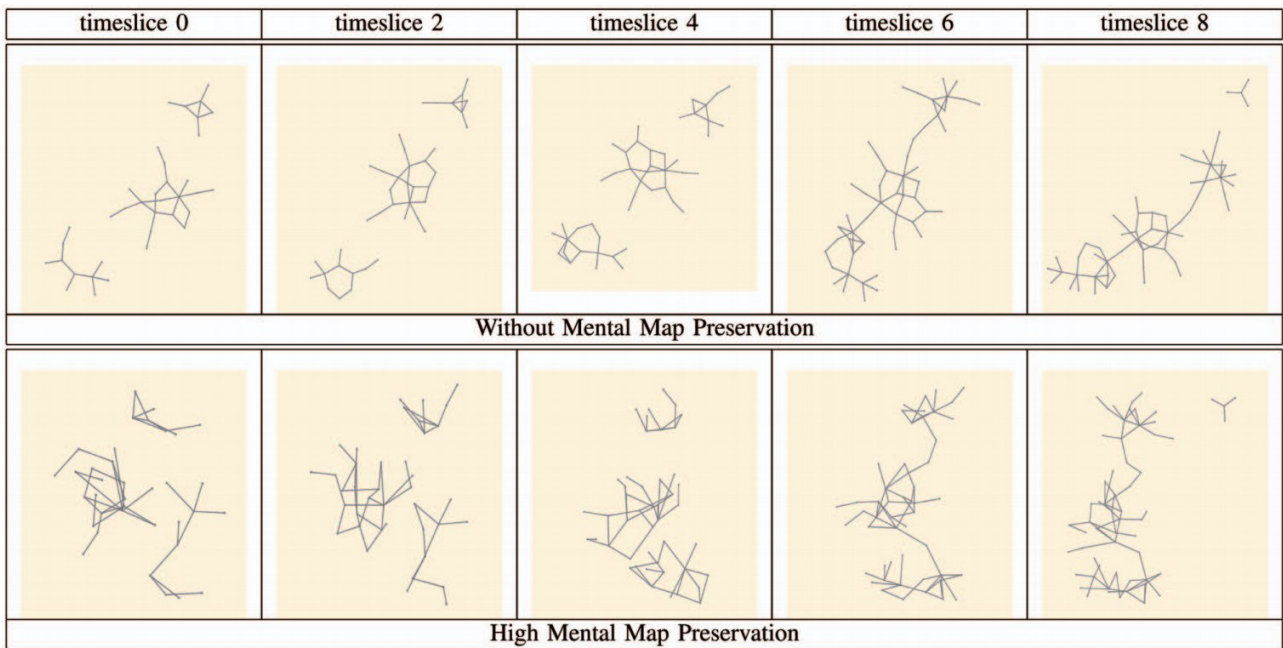 timeslice 0 timeslice 2 timeslice 4 timeslice 6 timeslice 8
Without Mental Map Preservation
High Mental Map Preservation